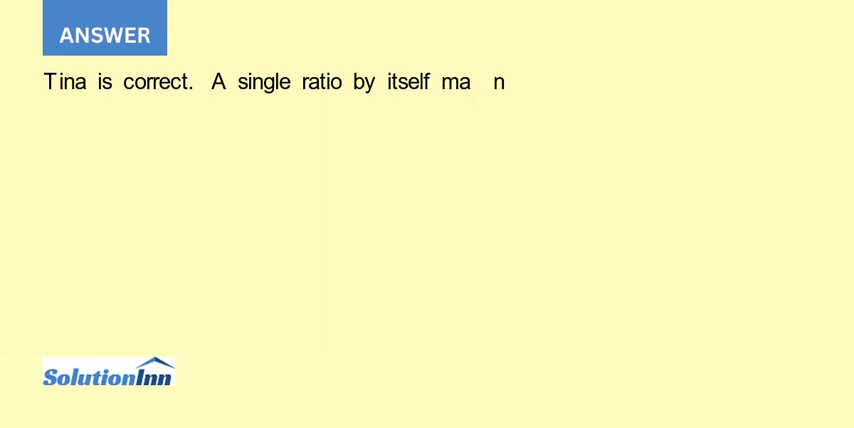 ANSWER
Tina is correct. A single ratio by itself ma n
SolutionInn